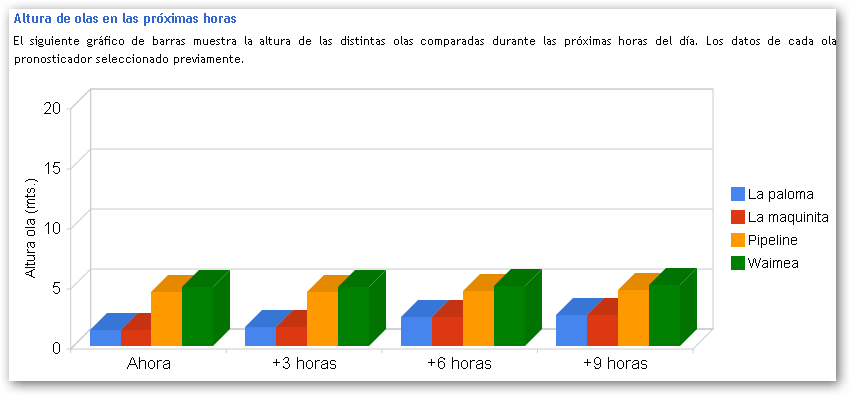 Altura de olas en las próximas horas
El siguiente gráfico de barras muestra la altura de las distintas olas comparadas durante las próximas horas del día. Los datos de cada ola
pronosticador seleccionado previamente.
20
15
10
5
0
Altura ola (mts.)
Ahora
+3 horas
+6 horas
+9 horas
La paloma
La maquinita
Pipeline
Waimea